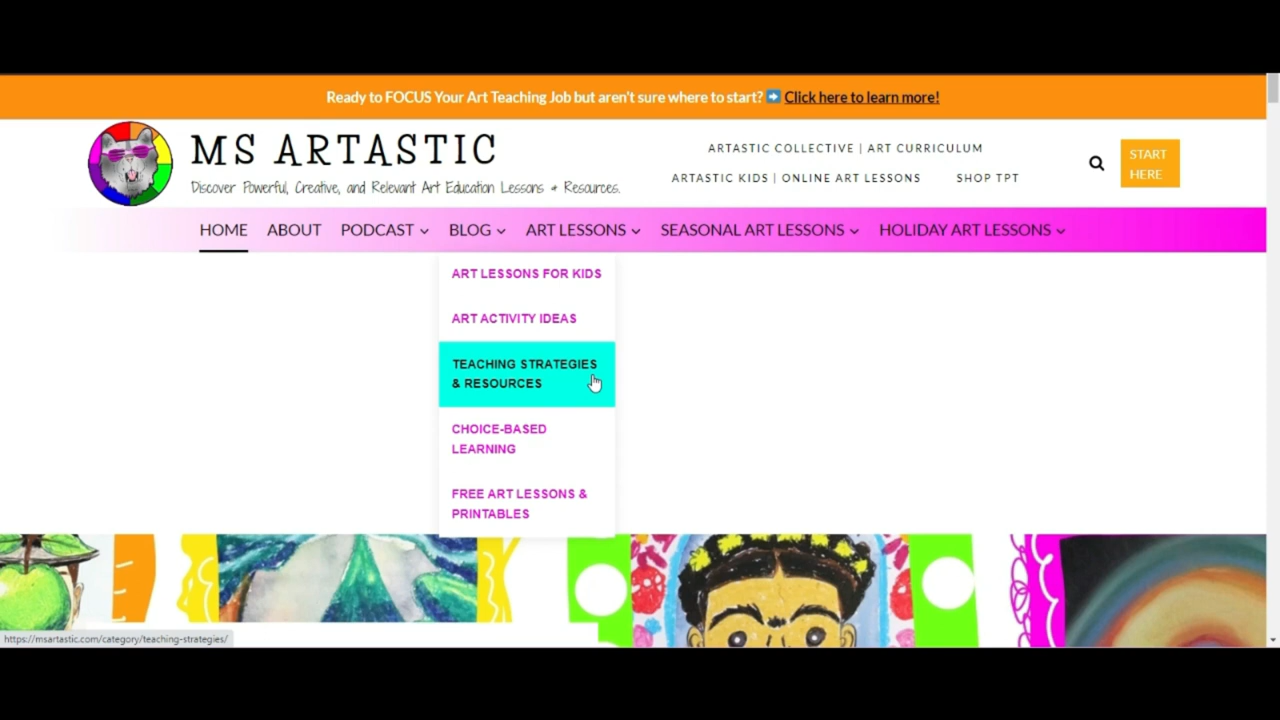 Ready to FOCUS Your Art Teaching Job but aren't sure where to start? ➡ Click here to learn more!
MS ARTASTIC
Discover Powerful, Creative, and Relevant Art Education Lessons & Resources.
ARTASTIC COLLECTIVE | ART CURRICULUM
ARTASTIC KIDS | ONLINE ART LESSONS SHOP TPT
START
HERE
HOME ABOUT PODCAST BLOG ART LESSONS SEASONAL ART LESSONS HOLIDAY ART LESSONS
ART LESSONS FOR KIDS
ART ACTIVITY IDEAS
TEACHING STRATEGIES
& RESOURCES
CHOICE-BASED
LEARNING
FREE ART LESSONS &
PRINTABLES
https://msartastic.com/category/teaching-strategies/